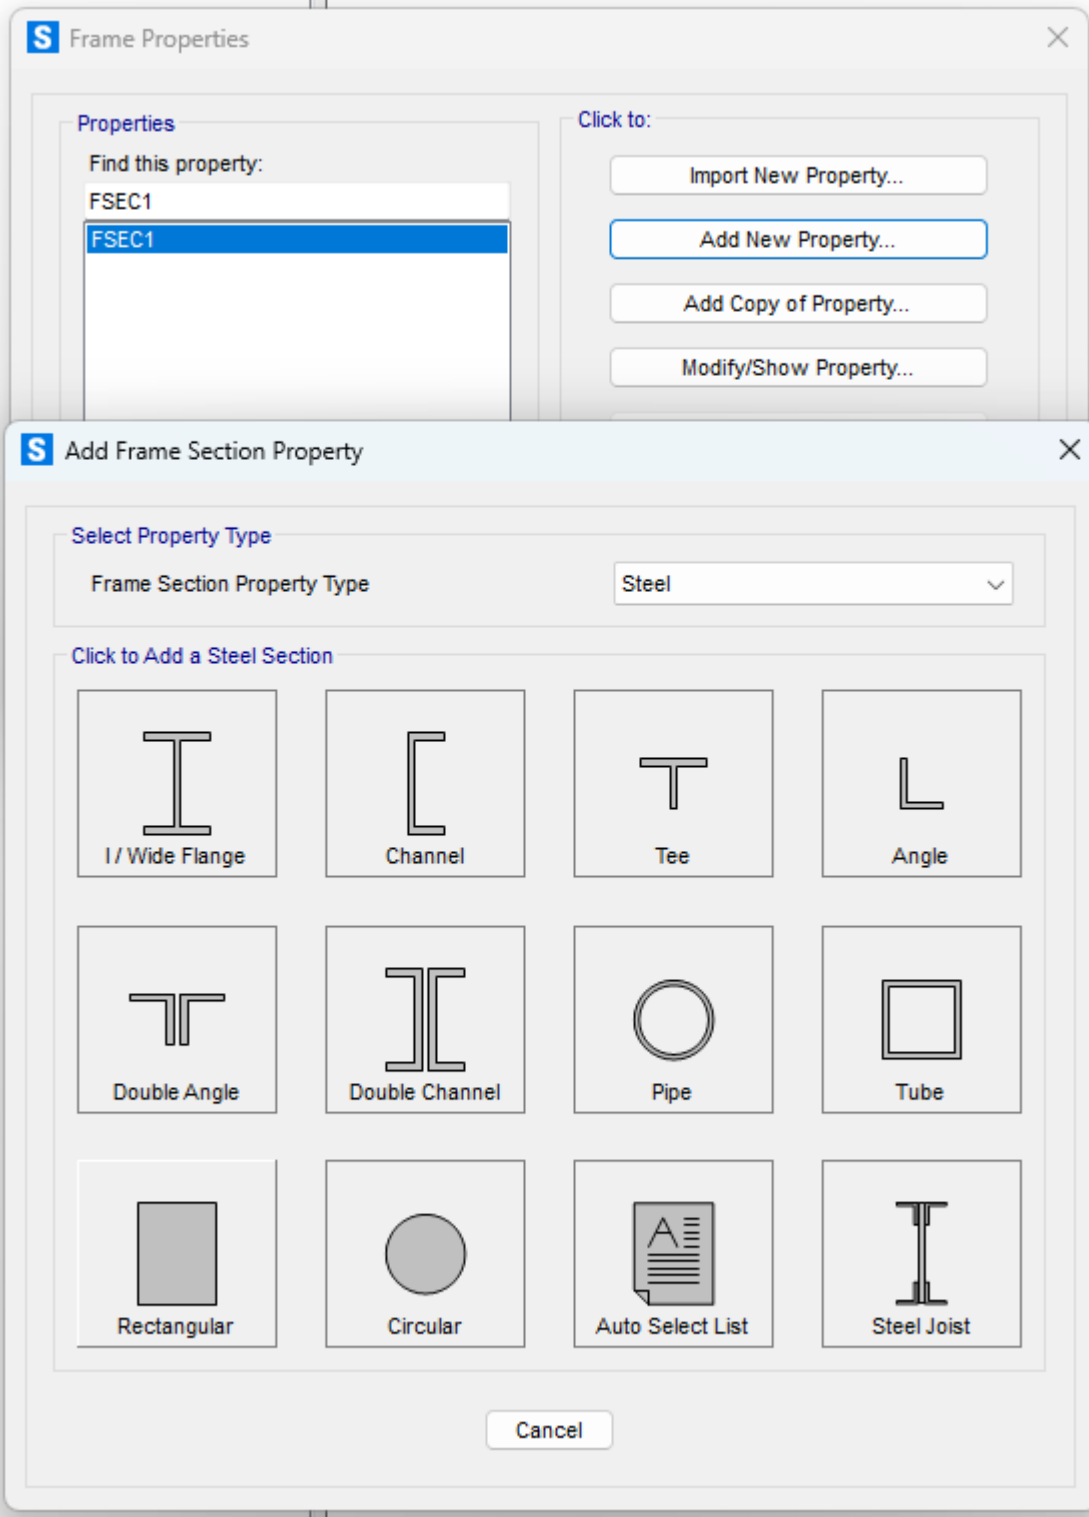 S Frame Properties
Properties
Find this property:
FSEC1
FSEC1
Click to:
Import New Property...
Add New Property...
Add Copy of Property...
Modify/Show Property...
S Add Frame Section Property
Select Property Type
Frame Section Property Type Steel
Click to Add a Steel Section
I / Wide Flange Channel Tee Angle
Double Angle Double Channel Pipe Tube
A
Rectangular Circular Auto Select List Steel Joist
Cancel